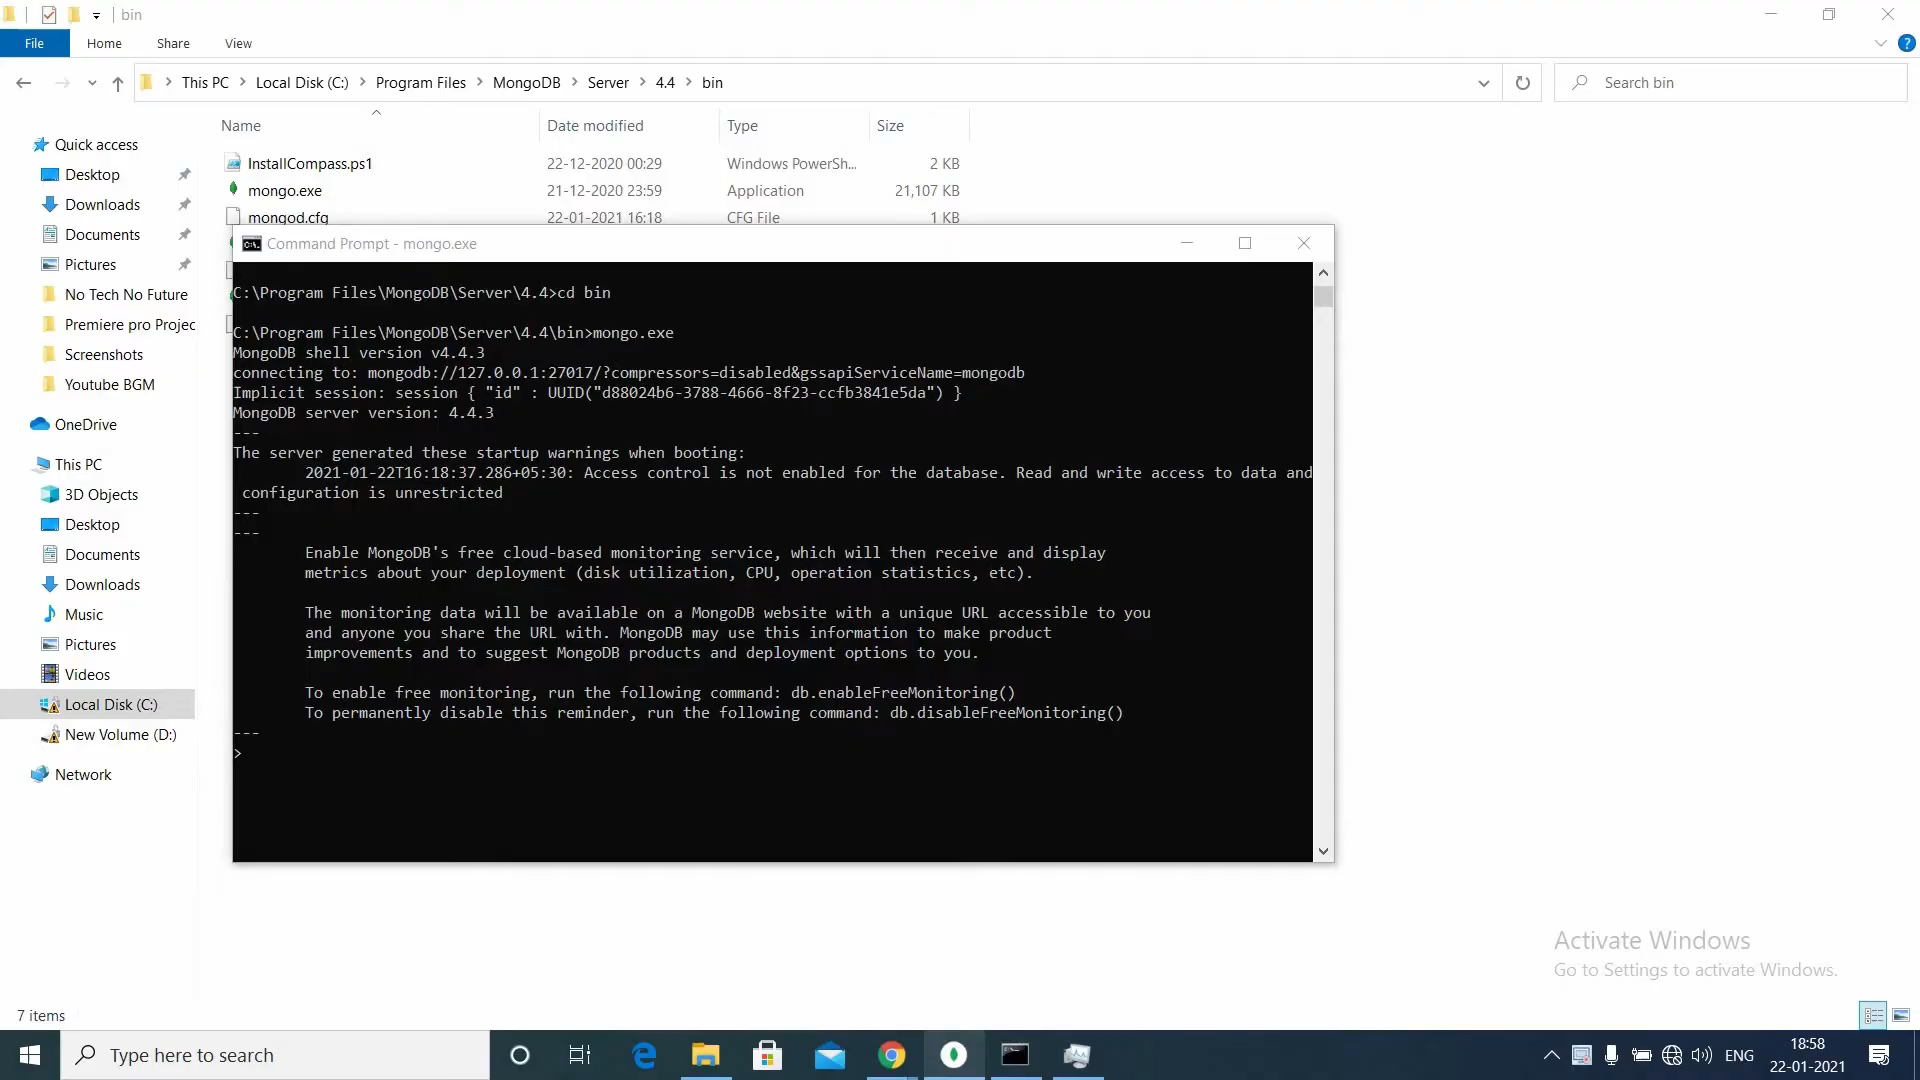 bin
File Home Share View
This PC Local Disk (C:) Program Files MongoDB Server 4.4 bin
Search bin
Name Date modified Type Size
InstallCompass.ps1 22-12-2020 00:29 Windows PowerSh... 2 KB
mongo.exe 21-12-2020 23:59 Application 21,107 KB
mongod.cfg 22-01-2021 16:18 CFG File 1 KB
Quick access
Desktop
Downloads
Documents
Pictures
No Tech No Future
Premiere pro Projec
Screenshots
Youtube BGM
OneDrive
This PC
3D Objects
Desktop
Documents
Downloads
Music
Pictures
Videos
Local Disk (C:)
New Volume (D:)
Network
Command Prompt - mongo.exe
C:\Program Files\MongoDB\Server\4.4>cd bin
C:\Program Files\MongoDB\Server\4.4\bin>mongo.exe
MongoDB shell version v4.4.3
connecting to: mongodb://127.0.0.1:27017/?compressors=disabled&gssapiServiceName=mongodb
Implicit session: session { "id" : UUID("d88024b6-3788-4666-8f23-ccfb3841e5da") }
MongoDB server version: 4.4.3
---
The server generated these startup warnings when booting:
2021-01-22T16:18:37.286+05:30: Access control is not enabled for the database. Read and write access to data and
configuration is unrestricted
---
---
Enable MongoDB's free cloud-based monitoring service, which will then receive and display
metrics about your deployment (disk utilization, CPU, operation statistics, etc).
The monitoring data will be available on a MongoDB website with a unique URL accessible to you
and anyone you share the URL with. MongoDB may use this information to make product
improvements and to suggest MongoDB products and deployment options to you.
To enable free monitoring, run the following command: db.enableFreeMonitoring()
To permanently disable this reminder, run the following command: db.disableFreeMonitoring()
---
>
Activate Windows
Go to Settings to activate Windows.
7 items
Type here to search
ENG
18:58
22-01-2021